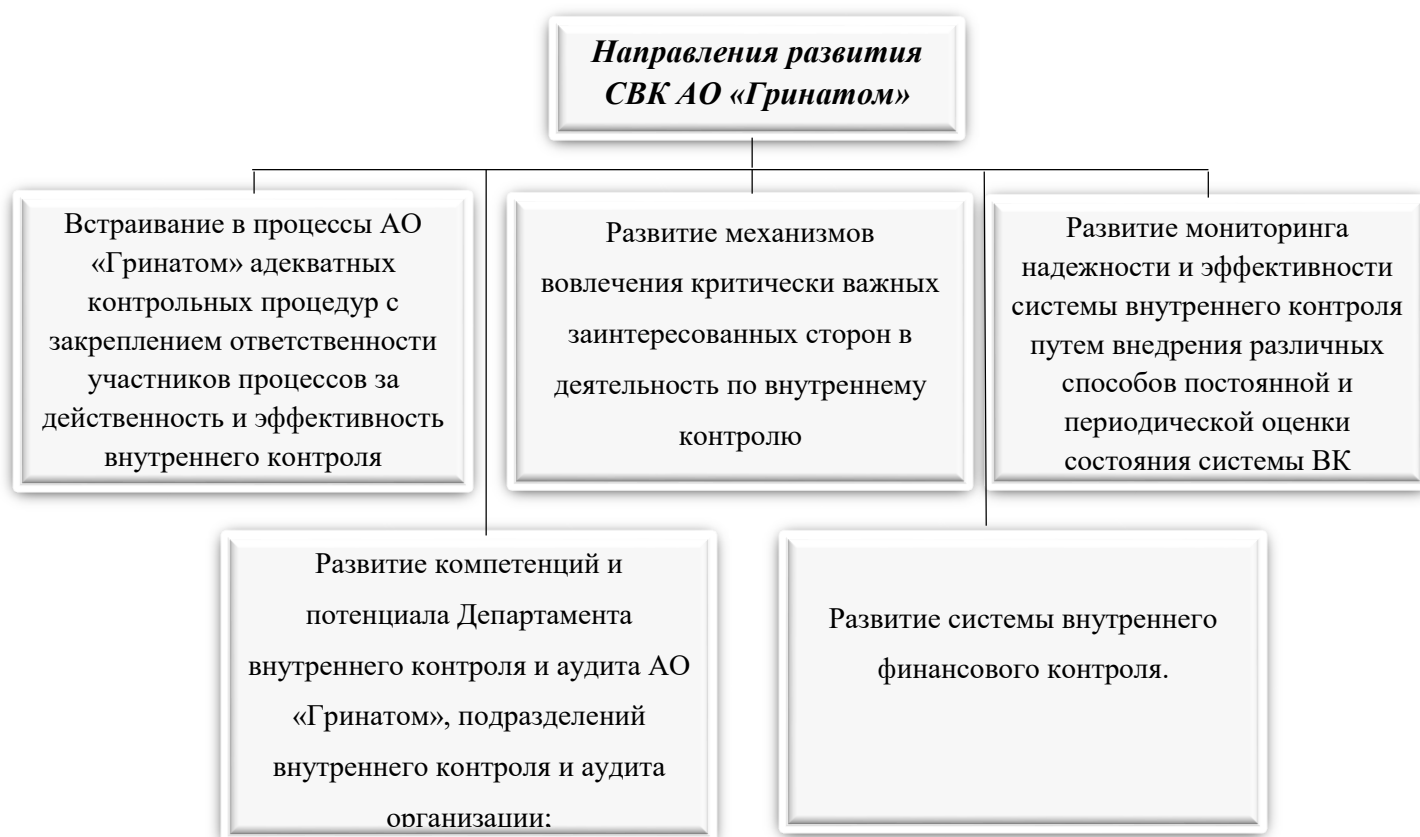 Направления развития
СВК АО «Гринатом»
Встраивание в процессы АО
«Гринатом» адекватных
контрольных процедур с
закреплением ответственности
участников процессов за
действенность и эффективность
внутреннего контроля
Развитие механизмов
вовлечения критически важных
заинтересованных сторон в
деятельность по внутреннему
контролю
Развитие мониторинга
надежности и эффективности
системы внутреннего контроля
путем внедрения различных
способов постоянной и
периодической оценки
состояния системы ВК
Развитие компетенций и
потенциала Департамента
внутреннего контроля и аудита АО
«Гринатом», подразделений
внутреннего контроля и аудита
организации;
Развитие системы внутреннего
финансового контроля.